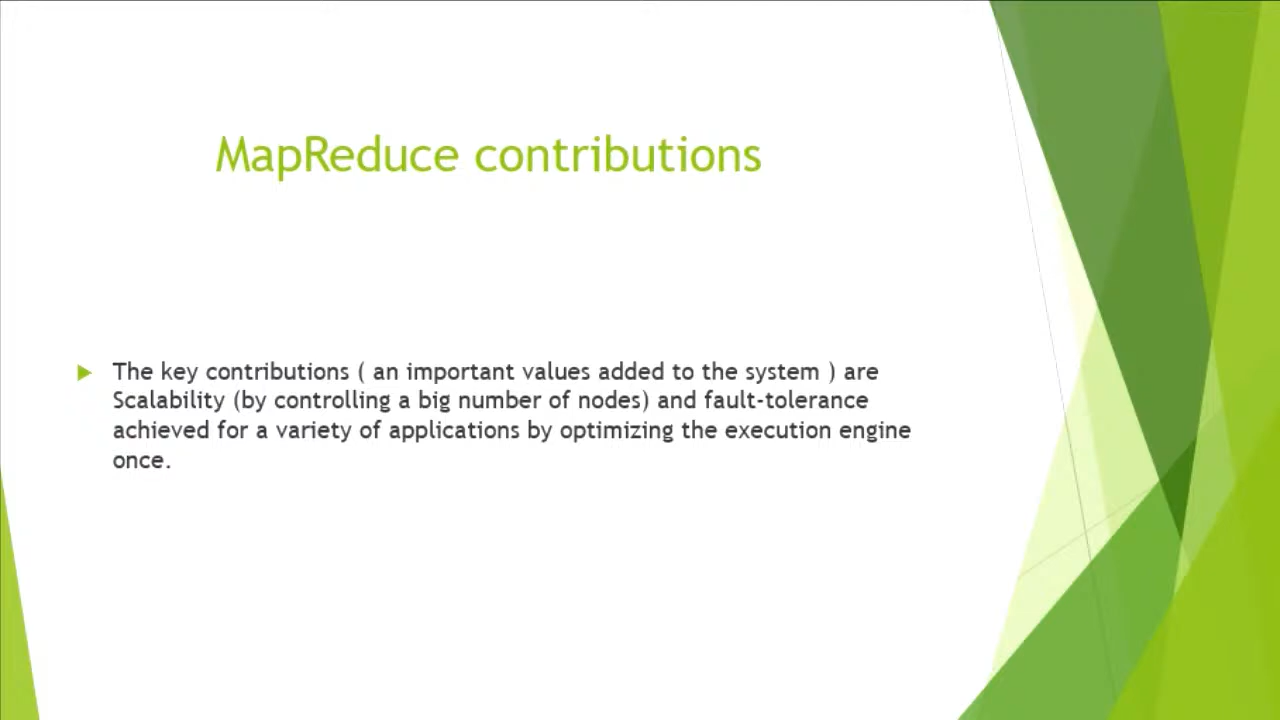 MapReduce contributions
The key contributions ( an important values added to the system ) are
Scalability (by controlling a big number of nodes) and fault-tolerance
achieved for a variety of applications by optimizing the execution engine
once.